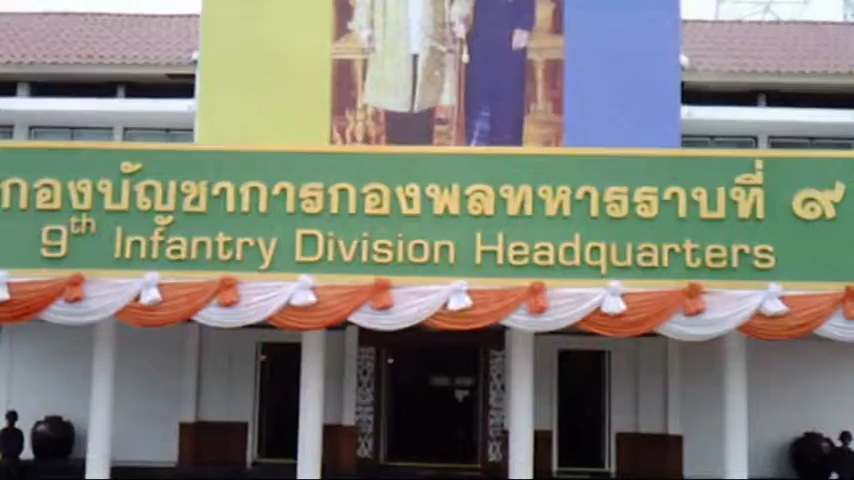 กองบัญชาการกองพลทหารราบที่ ๙
9th Infantry Division Headquarters